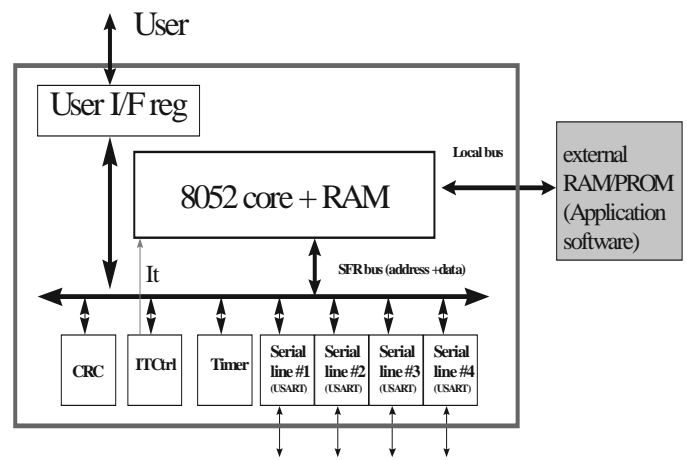 User
User I/F reg
Local bus
8052 core + RAM
external
RAM/PROM
(Application
software)
It
SFR bus (address +data)
CRC
ITCtrl
Timer
Serial
line #1
(USART)
Serial
line #2
(USART)
Serial
line #3
(USART)
Serial
line #4
(USART)